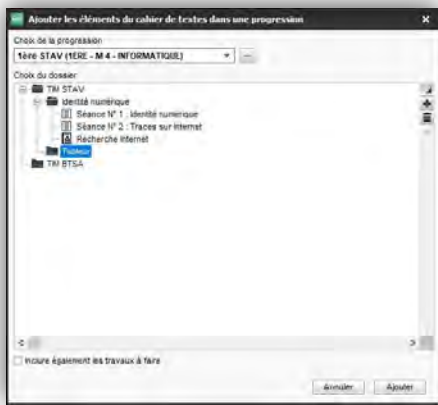 Ajouter les éléments du cahier de textes dans une progression
Choix de la progression
1ère STAV (1ERE - M 4 - INFORMATIQUE)
Choix du dossier
TIM STAV
Identité numérique
Séance N° 1 : Identité numérique
Séance N° 2 : Traces sur internet
Recherche Internet
Tableur
TIM BTSA
Inclure également les travaux à faire
Annuler Ajouter